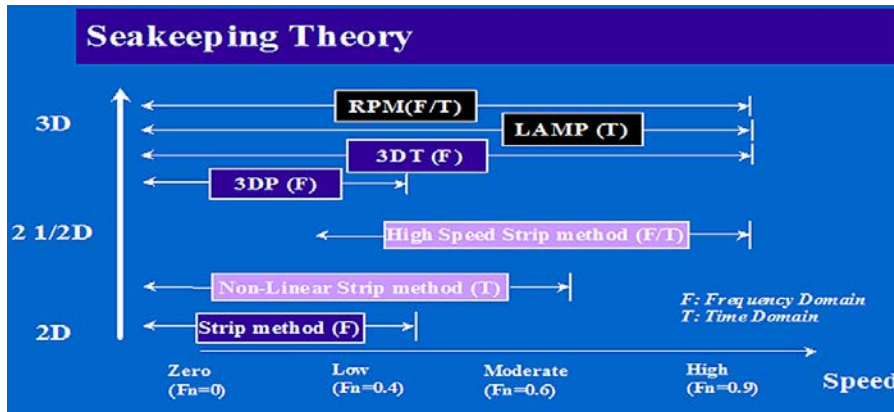 Seakeeping Theory
3D
RPM(F/T)
LAMP (T)
3DT (F)
3DP (F)
2 1/2D
High Speed Strip method (F/T)
Non-Linear Strip method (T)
F: Frequency Domain
T: Time Domain
2D
Strip method (F)
Zero
(Fn=0)
Low
(Fn=0.4)
Moderate
(Fn=0.6)
High
(Fn=0.9)
Speed